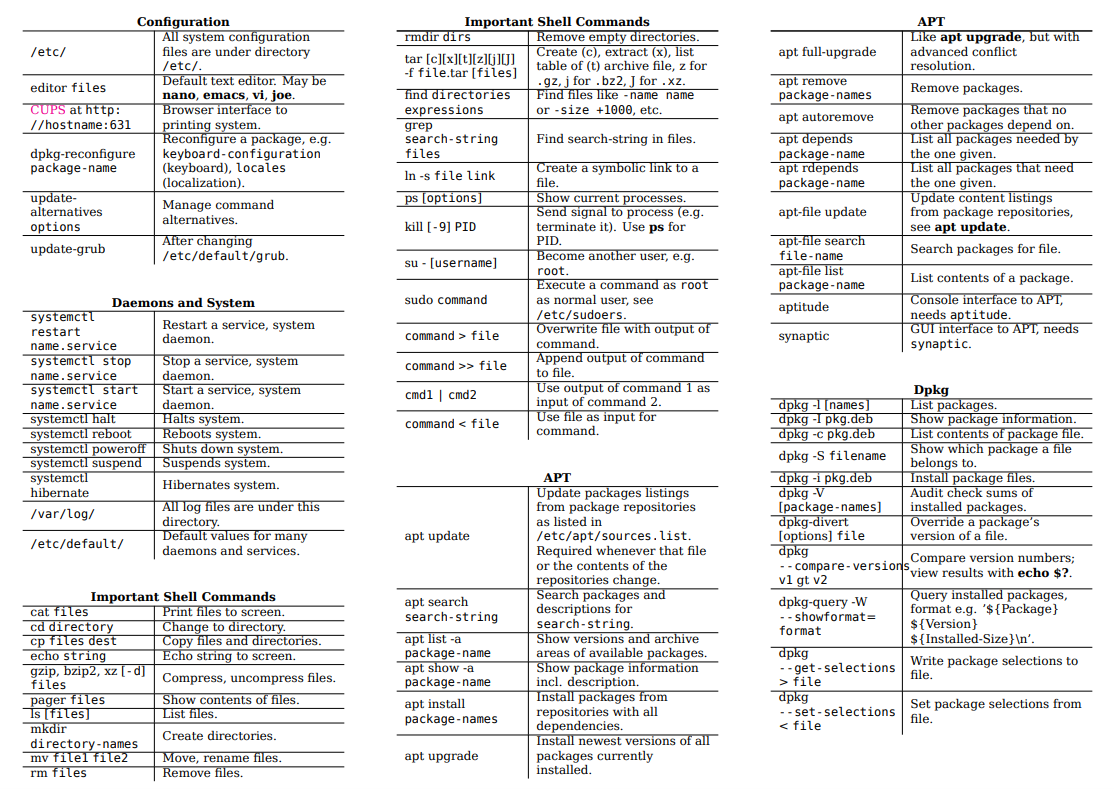 Configuration
/etc/
All system configuration
files are under directory
/etc/.
editor files
Default text editor. May be
nano, emacs, vi, joe.
CUPS at http:
//hostname:631
Browser interface to
printing system.
dpkg-reconfigure
package-name
Reconfigure a package, e.g.
keyboard-configuration
(keyboard), locales
(localization).
update-
alternatives
options
Manage command
alternatives.
update-grub
After changing
/etc/default/grub.
Daemons and System
systemctl
restart
name.service
Restart a service, system
daemon.
systemctl stop
name.service
Stop a service, system
daemon.
systemctl start
name.service
Start a service, system
daemon.
systemctl halt
Halts system.
systemctl reboot
Reboots system.
systemctl poweroff
Shuts down system.
systemctl suspend
Suspends system.
systemctl
hibernate
Hibernates system.
/var/log/
All log files are under this
directory.
/etc/default/
Default values for many
daemons and services.
Important Shell Commands
cat files
Print files to screen.
cd directory
Change to directory.
cp files dest
Copy files and directories.
echo string
Echo string to screen.
gzip, bzip2, xz [-d]
files
Compress, uncompress files.
pager files
Show contents of files.
ls [files]
List files.
mkdir
directory-names
Create directories.
mv file1 file2
Move, rename files.
rm files
Remove files.
Important Shell Commands
rmdir dirs
Remove empty directories.
tar [c][x][t][z][j][J]
-f file.tar [files]
Create (c), extract (x), list
table of (t) archive file, z for
.gz, j for .bz2, J for .xz.
find directories
expressions
Find files like -name name
or -size +1000, etc.
grep
search-string
files
Find search-string in files.
ln -s file link
Create a symbolic link to a
file.
ps [options]
Show current processes.
kill [-9] PID
Send signal to process (e.g.
terminate it). Use ps for
PID.
su - [username]
Become another user, e.g.
root.
sudo command
Execute a command as root
as normal user, see
/etc/sudoers.
command > file
Overwrite file with output of
command.
command >> file
Append output of command
to file.
cmd1 | cmd2
Use output of command 1 as
input of command 2.
command < file
Use file as input for
command.
APT
apt update
Update packages listings
from package repositories
as listed in
/etc/apt/sources.list.
Required whenever that file
or the contents of the
repositories change.
apt search
search-string
Search packages and
descriptions for
search-string.
apt list -a
package-name
Show versions and archive
areas of available packages.
apt show -a
package-name
Show package information
incl. description.
apt install
package-names
Install packages from
repositories with all
dependencies.
apt upgrade
Install newest versions of all
packages currently
installed.
APT
apt full-upgrade
Like apt upgrade, but with
advanced conflict
resolution.
apt remove
package-names
Remove packages.
apt autoremove
Remove packages that no
other packages depend on.
apt depends
package-name
List all packages needed by
the one given.
apt rdepends
package-name
List all packages that need
the one given.
apt-file update
Update content listings
from package repositories,
see apt update.
apt-file search
file-name
Search packages for file.
apt-file list
package-name
List contents of a package.
aptitude
Console interface to APT,
needs aptitude.
synaptic
GUI interface to APT, needs
synaptic.
Dpkg
dpkg -l [names]
List packages.
dpkg -I pkg.deb
Show package information.
dpkg -c pkg.deb
List contents of package file.
dpkg -S filename
Show which package a file
belongs to.
dpkg -i pkg.deb
Install package files.
dpkg -V
[package-names]
Audit check sums of
installed packages.
dpkg-divert
[options] file
Override a package's
version of a file.
dpkg
--compare-versions
v1 gt v2
Compare version numbers;
view results with echo $?.
dpkg-query -W
--showformat=
format
Query installed packages,
format e.g. '${Package}
${Version}
${Installed-Size}\n'.
dpkg
--get-selections
> file
Write package selections to
file.
dpkg
--set-selections
< file
Set package selections from
file.